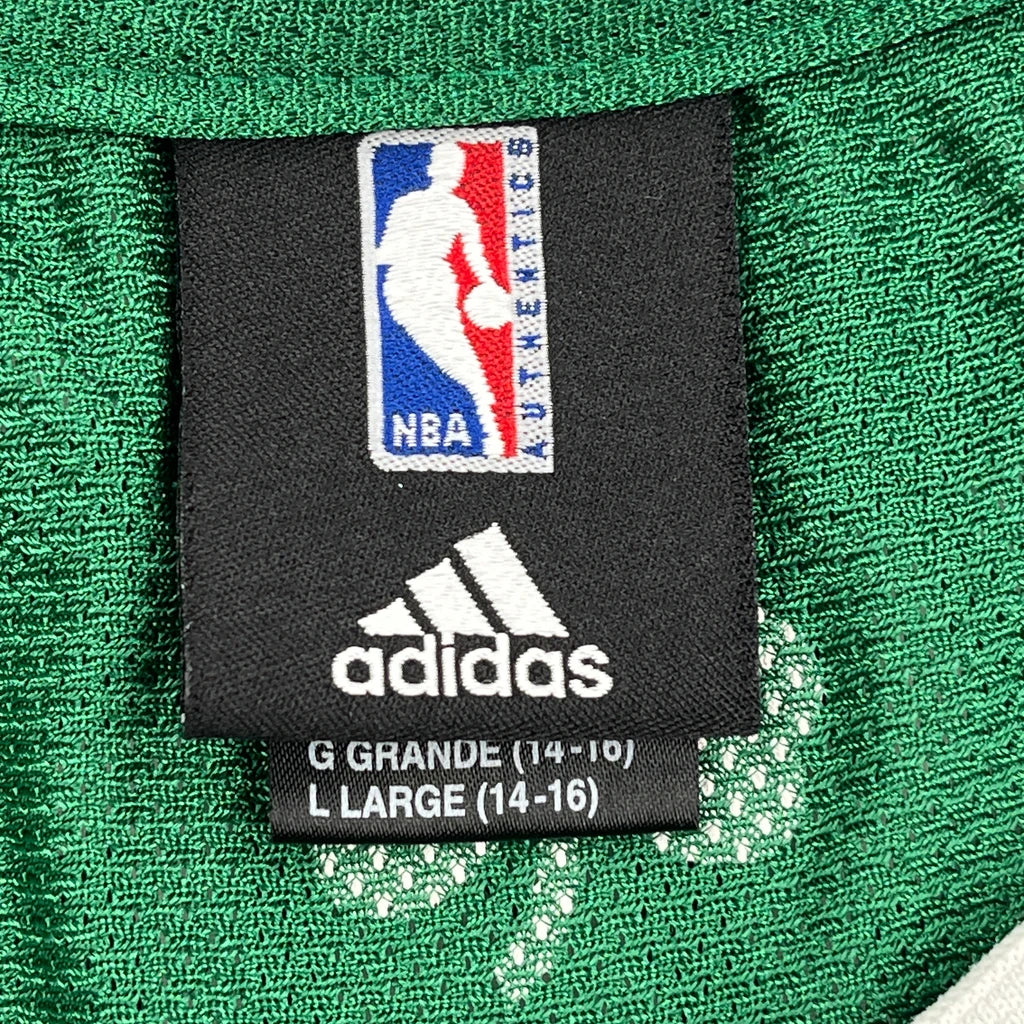 NBA
AUTHENTICS
adidas
G GRANDE (14-16)
L LARGE (14-16)